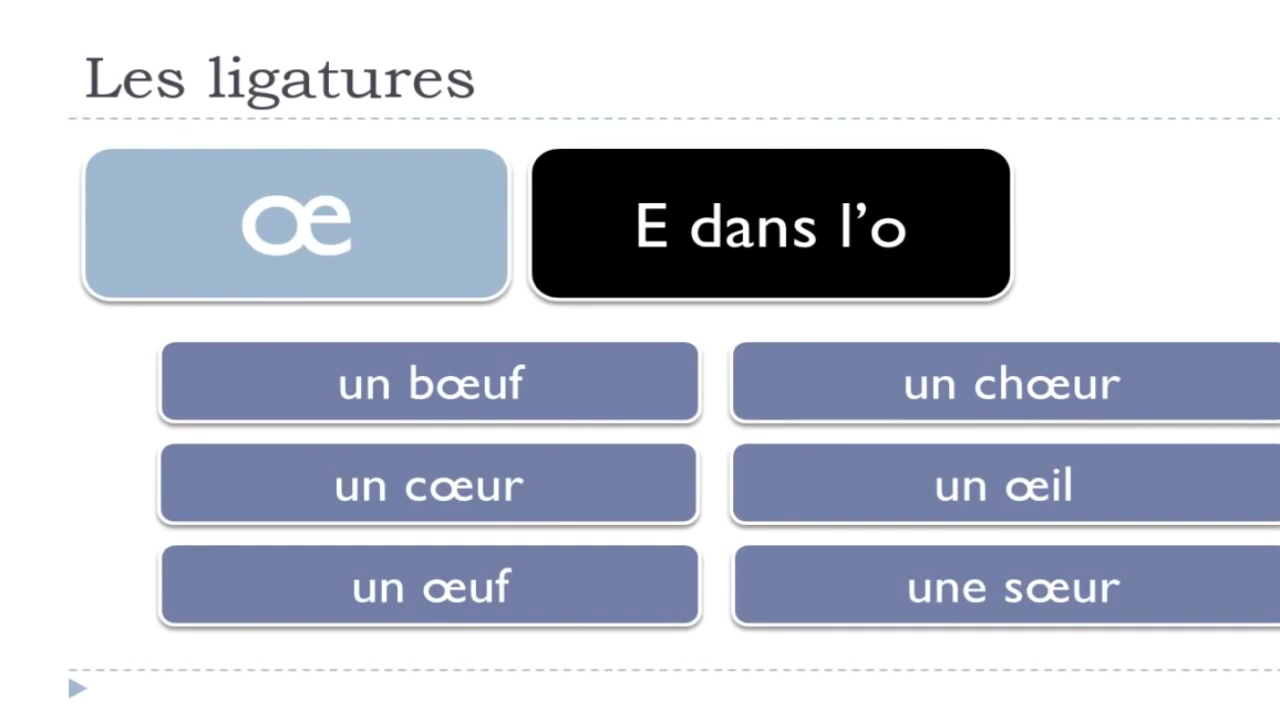 Les ligatures
œ
E dans l’o
un bœuf
un chœur
un cœur
un œil
un œuf
une sœur